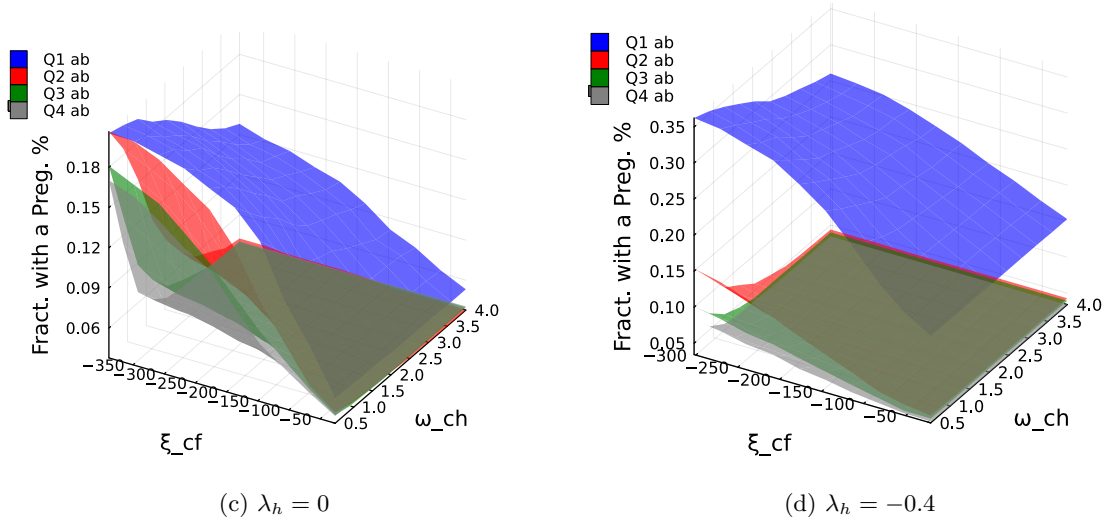 Q1 ab
Q2 ab
Q3 ab
Q4 ab
Fract. with a Preg. %
0.18
0.15
0.12
0.09
0.06
−350
−300
−250
−200
−150
−100
−50
ξ_cf
0.5
1.0
1.5
2.0
2.5
3.0
3.5
4.0
ω_ch
(c) λ_h = 0
Q1 ab
Q2 ab
Q3 ab
Q4 ab
Fract. with a Preg. %
0.35
0.30
0.25
0.20
0.15
0.10
0.05
−300
−250
−200
−150
−100
−50
ξ_cf
0.5
1.0
1.5
2.0
2.5
3.0
3.5
4.0
ω_ch
(d) λ_h = −0.4